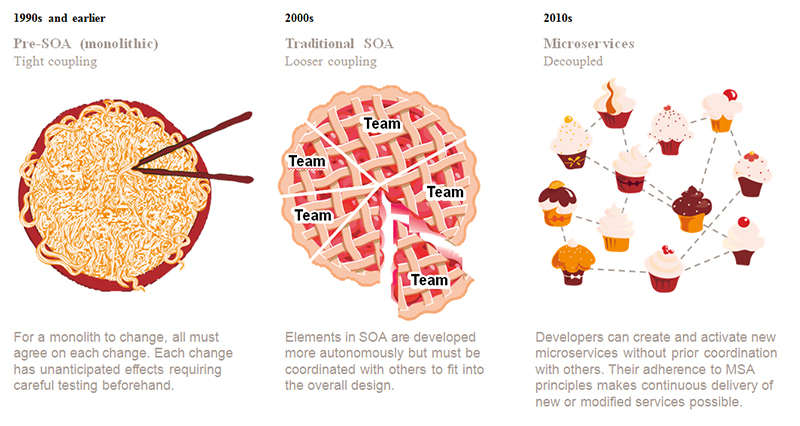 1990s and earlier
Pre-SOA (monolithic)
Tight coupling
For a monolith to change, all must
agree on each change. Each change
has unanticipated effects requiring
careful testing beforehand.
2000s
Traditional SOA
Looser coupling
Team
Team
Team
Team
Team
Elements in SOA are developed
more autonomously but must be
coordinated with others to fit into
the overall design.
2010s
Microservices
Decoupled
Developers can create and activate new
microservices without prior coordination
with others. Their adherence to MSA
principles makes continuous delivery of
new or modified services possible.